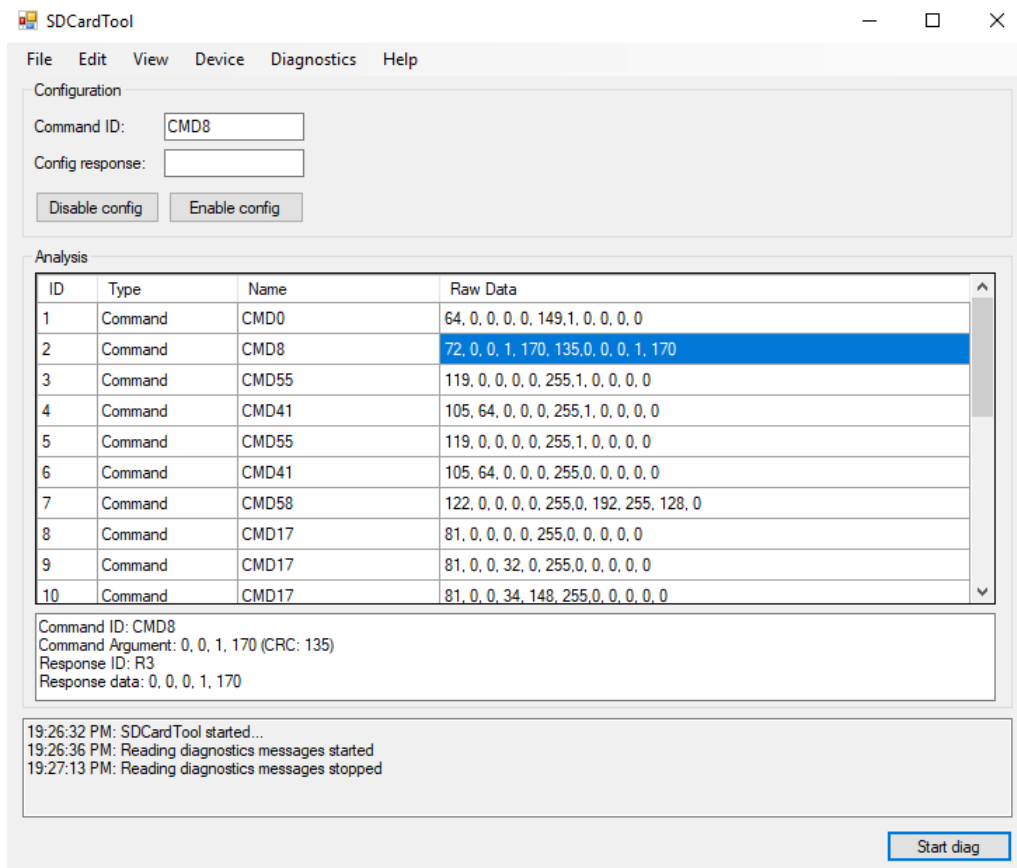 SDCardTool
File Edit View Device Diagnostics Help
Configuration
Command ID: CMD8
Config response:
Disable config Enable config
Analysis
ID Type Name Raw Data
1 Command CMD0 64, 0, 0, 0, 0, 149,1, 0, 0, 0, 0
2 Command CMD8 72, 0, 0, 1, 170, 135,0, 0, 0, 1, 170
3 Command CMD55 119, 0, 0, 0, 0, 255,1, 0, 0, 0, 0
4 Command CMD41 105, 64, 0, 0, 0, 255,1, 0, 0, 0, 0
5 Command CMD55 119, 0, 0, 0, 0, 255,1, 0, 0, 0, 0
6 Command CMD41 105, 64, 0, 0, 0, 255,0, 0, 0, 0, 0
7 Command CMD58 122, 0, 0, 0, 0, 255,0, 192, 255, 128, 0
8 Command CMD17 81, 0, 0, 0, 0, 255,0, 0, 0, 0, 0
9 Command CMD17 81, 0, 0, 32, 0, 255,0, 0, 0, 0, 0
10 Command CMD17 81, 0, 0, 34, 148, 255,0, 0, 0, 0, 0
Command ID: CMD8
Command Argument: 0, 0, 1, 170 (CRC: 135)
Response ID: R3
Response data: 0, 0, 0, 1, 170
19:26:32 PM: SDCardTool started...
19:26:36 PM: Reading diagnostics messages started
19:27:13 PM: Reading diagnostics messages stopped
Start diag